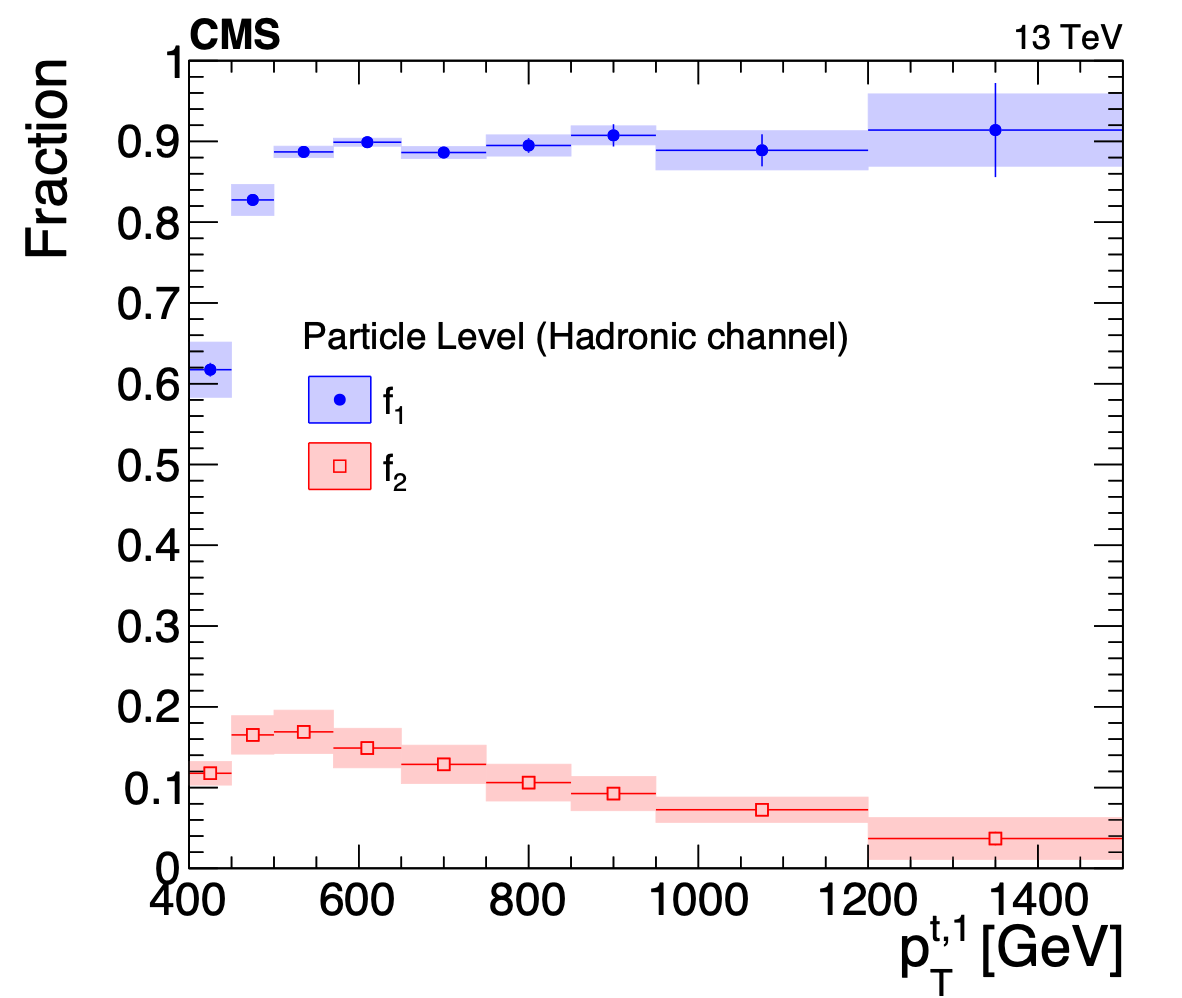 CMS 13 TeV
Fraction
1
0.9
0.8
0.7
Particle Level (Hadronic channel)
0.6
f1
0.5
f2
0.4
0.3
0.2
0.1
0
400 600 800 1000 1200 1400
p_T^{t,1} [GeV]